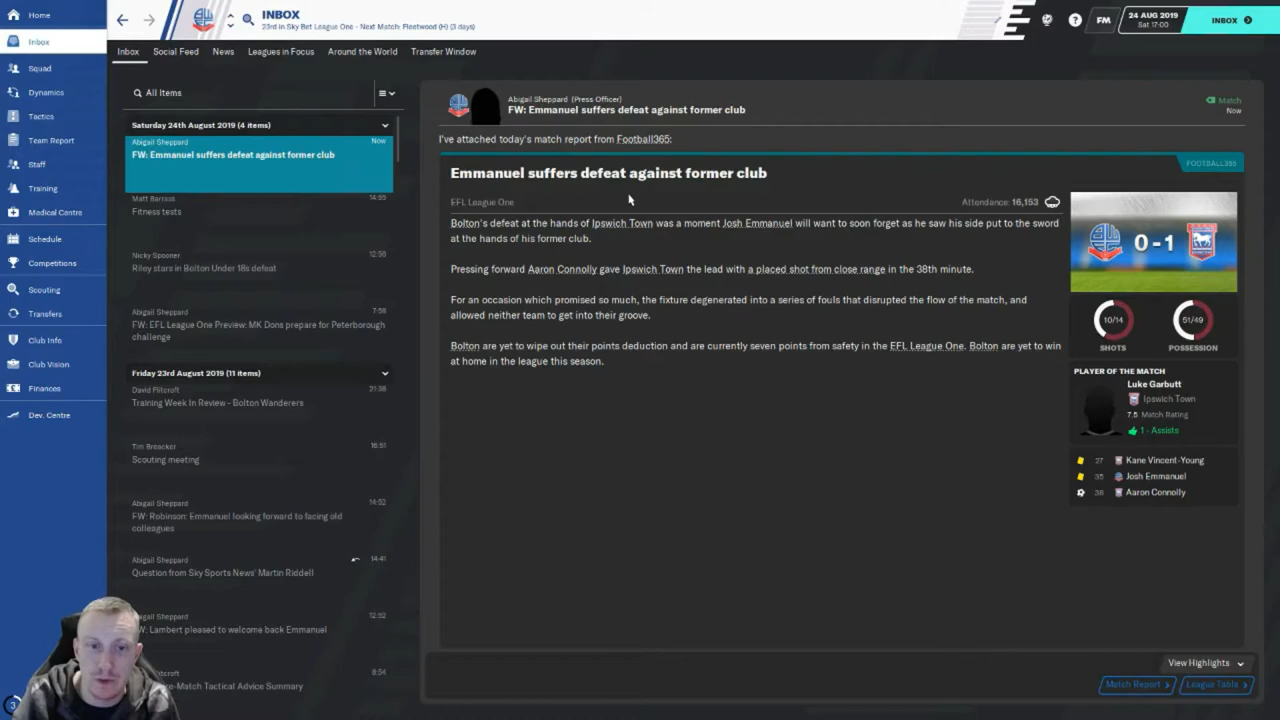 Home
Inbox
Squad
Dynamics
Tactics
Team Report
Staff
Training
Medical Centre
Schedule
Competitions
Scouting
Transfers
Club Info
Club Vision
Finances
Dev. Centre
INBOX
23rd in Sky Bet League One - Next Match: Fleetwood (H) (3 days)
FM
24 AUG 2019
Sat 17:00
INBOX
Inbox Social Feed News Leagues in Focus Around the World Transfer Window
All Items
Saturday 24th August 2019 (4 items)
Abigail Sheppard Now
FW: Emmanuel suffers defeat against former club
Matt Barrass 14:55
Fitness tests
Nicky Spooner 12:58
Riley stars in Bolton Under 18s defeat
Abigail Sheppard 7:58
FW: EFL League One Preview: MK Dons prepare for Peterborough
challenge
Friday 23rd August 2019 (11 items)
David Flitcroft 21:38
Training Week In Review - Bolton Wanderers
Tim Breacker 16:51
Scouting meeting
Abigail Sheppard 14:52
FW: Robinson: Emmanuel looking forward to facing old
colleagues
Abigail Sheppard 14:41
Question from Sky Sports News' Martin Riddell
bigail Sheppard 12:52
W: Lambert pleased to welcome back Emmanuel
itcroft 8:54
re-Match Tactical Advice Summary
Abigail Sheppard (Press Officer)
FW: Emmanuel suffers defeat against former club
Match
Now
I've attached today's match report from Football365:
FOOTBALL365
Emmanuel suffers defeat against former club
EFL League One Attendance: 16,153
Bolton's defeat at the hands of Ipswich Town was a moment Josh Emmanuel will want to soon forget as he saw his side put to the sword
at the hands of his former club.
Pressing forward Aaron Connolly gave Ipswich Town the lead with a placed shot from close range in the 38th minute.
For an occasion which promised so much, the fixture degenerated into a series of fouls that disrupted the flow of the match, and
allowed neither team to get into their groove.
Bolton are yet to wipe out their points deduction and are currently seven points from safety in the EFL League One. Bolton are yet to win
at home in the league this season.
0-1
10/14 51/49
SHOTS POSSESSION
PLAYER OF THE MATCH
Luke Garbutt
Ipswich Town
7.5 Match Rating
1 - Assists
27 Kane Vincent-Young
35 Josh Emmanuel
38 Aaron Connolly
View Highlights
Match Report League Table
3